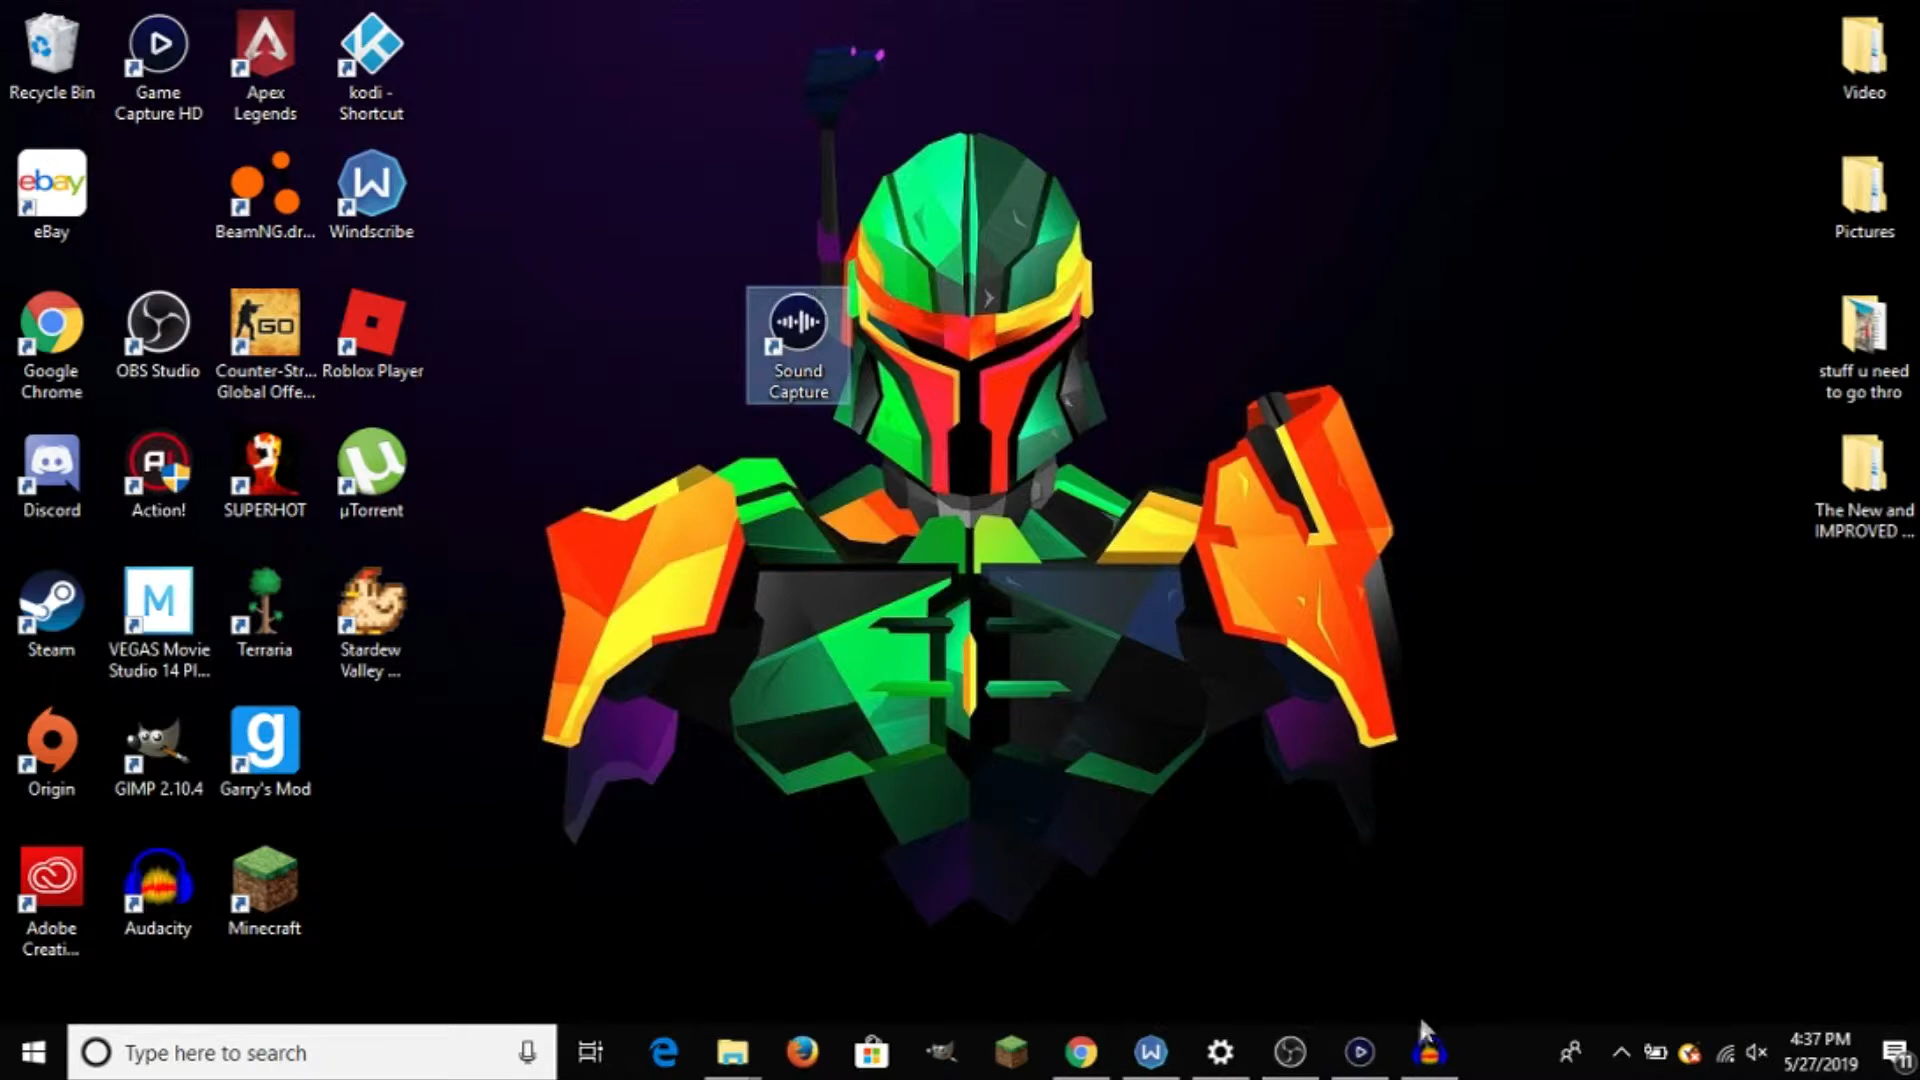 Recycle Bin
Game
Capture HD
Apex
Legends
kodi -
Shortcut
Video
ebay
eBay
BeamNG.dr...
W
Windscribe
Pictures
Google
Chrome
OBS Studio
GO
Counter-Str...
Global Offe...
Roblox Player
Sound
Capture
stuff u need
to go thro
Discord
Action!
SUPERHOT
µ
µTorrent
The New and
IMPROVED ...
Steam
M
VEGAS Movie
Studio 14 Pl...
Terraria
Stardew
Valley ...
Origin
GIMP 2.10.4
g
Garry's Mod
Adobe
Creati...
Audacity
Minecraft
Type here to search
W
4:37 PM
5/27/2019
11